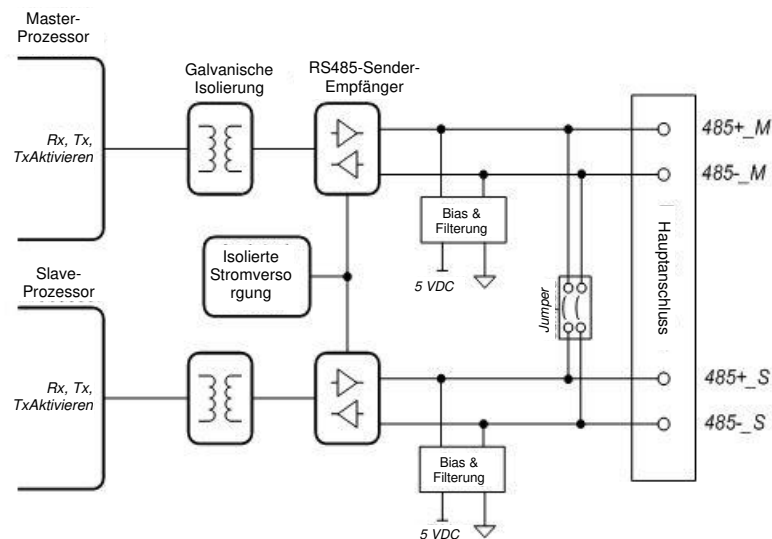 Master-
Prozessor
Galvanische
Isolierung
RS485-Sender-
Empfänger
Rx, Tx,
TxAktivieren
485+_M
485-_M
Bias &
Filterung
5 VDC
Isolierte
Stromverso
rgung
Jumper
Hauptanschluss
Slave-
Prozessor
Rx, Tx,
TxAktivieren
485+_S
485-_S
Bias &
Filterung
5 VDC